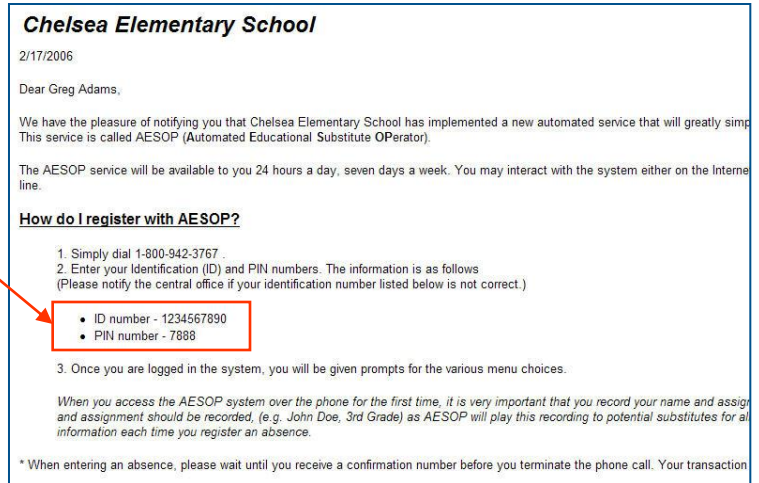 Chelsea Elementary School
2/17/2006
Dear Greg Adams,
We have the pleasure of notifying you that Chelsea Elementary School has implemented a new automated service that will greatly simp
This service is called AESOP (Automated Educational Substitute OPerator).
The AESOP service will be available to you 24 hours a day, seven days a week. You may interact with the system either on the Interne
line.
How do I register with AESOP?
1. Simply dial 1-800-942-3767 .
2. Enter your Identification (ID) and PIN numbers. The information is as follows
(Please notify the central office if your identification number listed below is not correct.)
• ID number - 1234567890
• PIN number - 7888
3. Once you are logged in the system, you will be given prompts for the various menu choices.
When you access the AESOP system over the phone for the first time, it is very important that you record your name and assign
and assignment should be recorded, (e.g. John Doe, 3rd Grade) as AESOP will play this recording to potential substitutes for al
information each time you register an absence.
* When entering an absence, please wait until you receive a confirmation number before you terminate the phone call. Your transaction